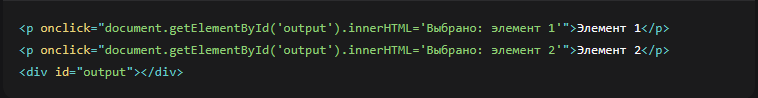 <p onclick="document.getElementById('output').innerHTML='Выбрано: элемент 1'">Элемент 1</p>
<p onclick="document.getElementById('output').innerHTML='Выбрано: элемент 2'">Элемент 2</p>
<div id="output"></div>